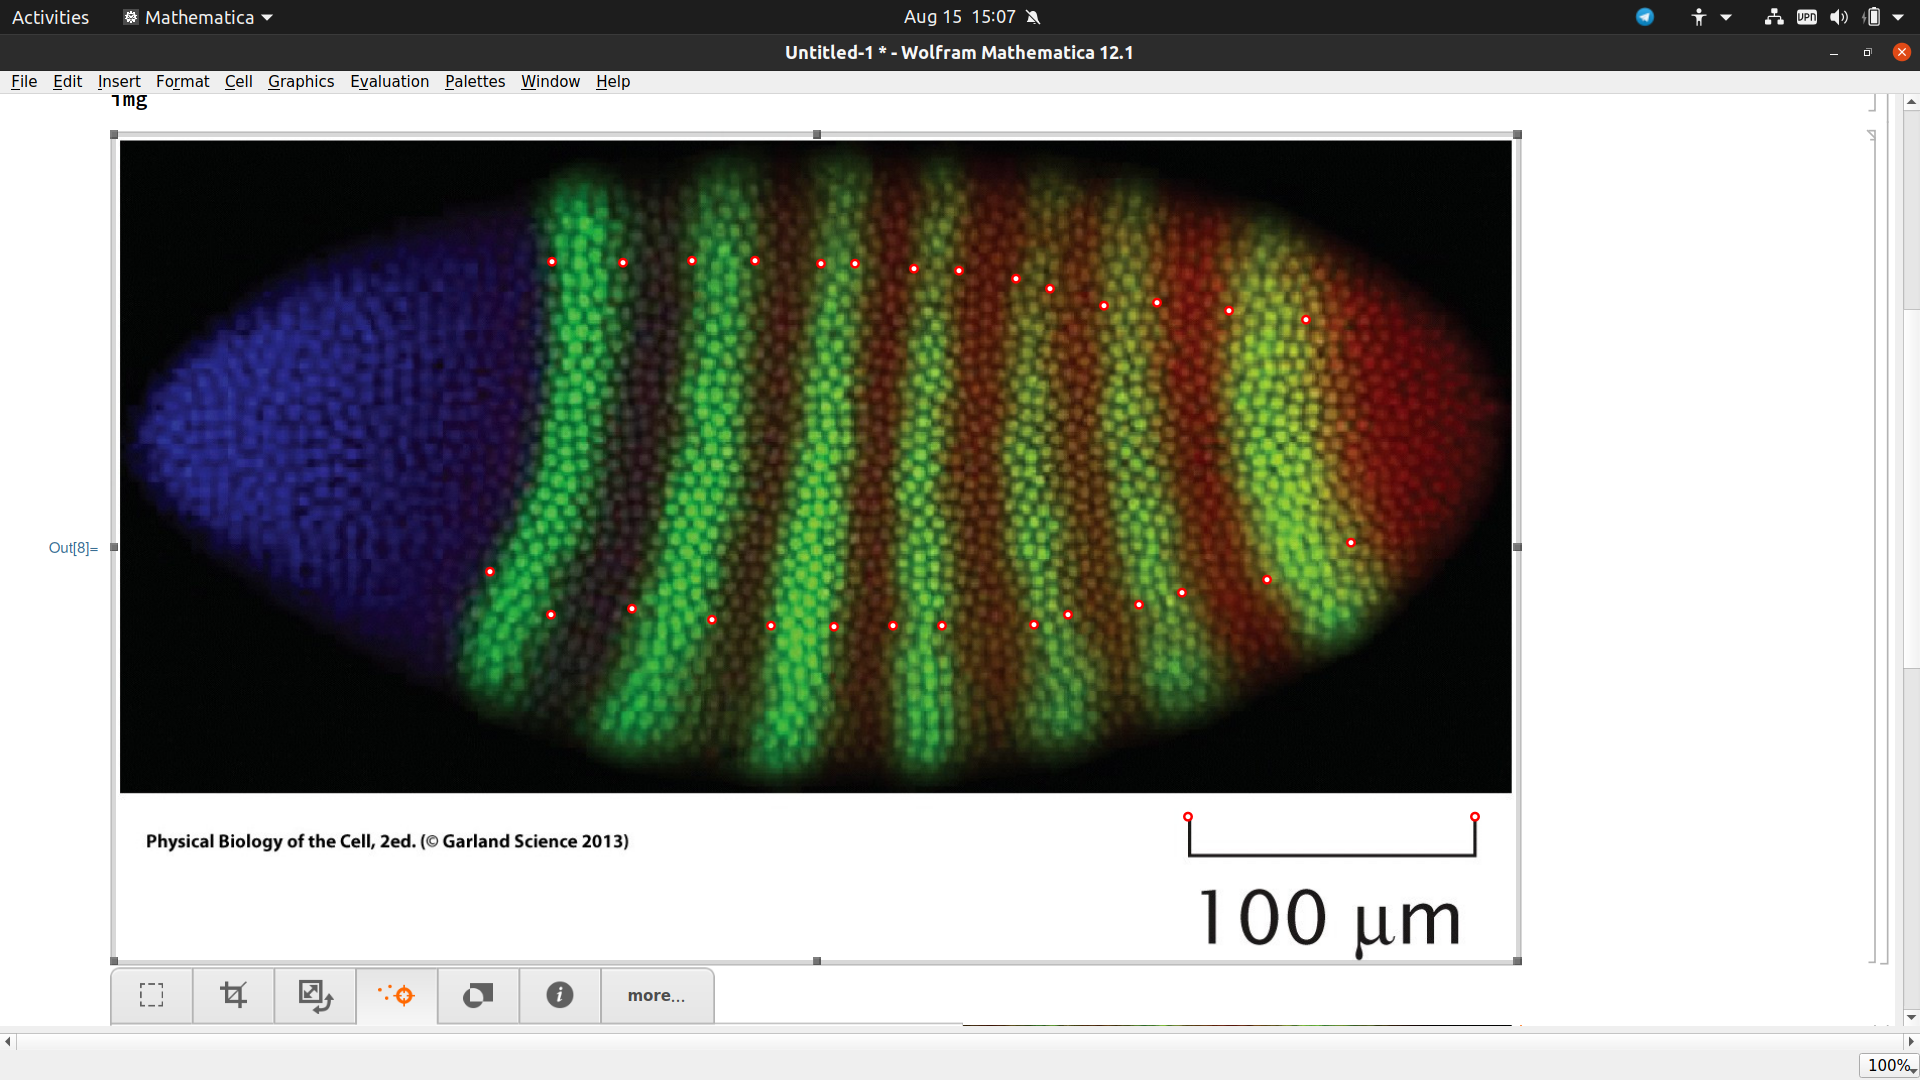 Activities Mathematica Aug 15 15:07 VPN
Untitled-1 * - Wolfram Mathematica 12.1
File Edit Insert Format Cell Graphics Evaluation Palettes Window Help
img
Out[8]=
Physical Biology of the Cell, 2ed. (© Garland Science 2013)
100 μm
more...
100%